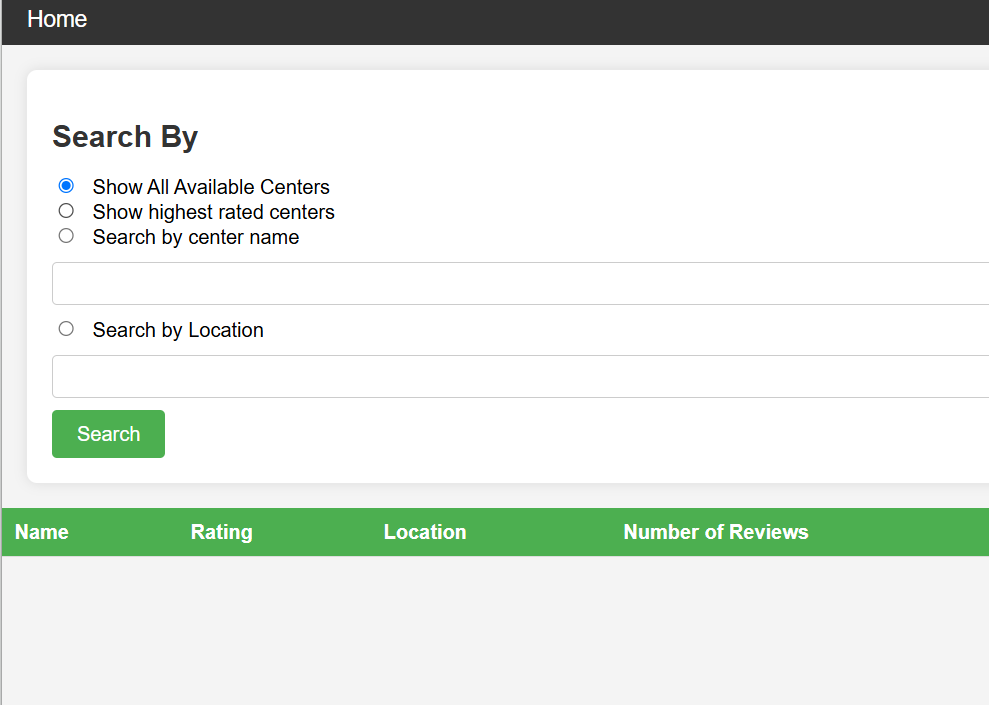 Home
Search By
Show All Available Centers
Show highest rated centers
Search by center name
Search by Location
Search
Name Rating Location Number of Reviews